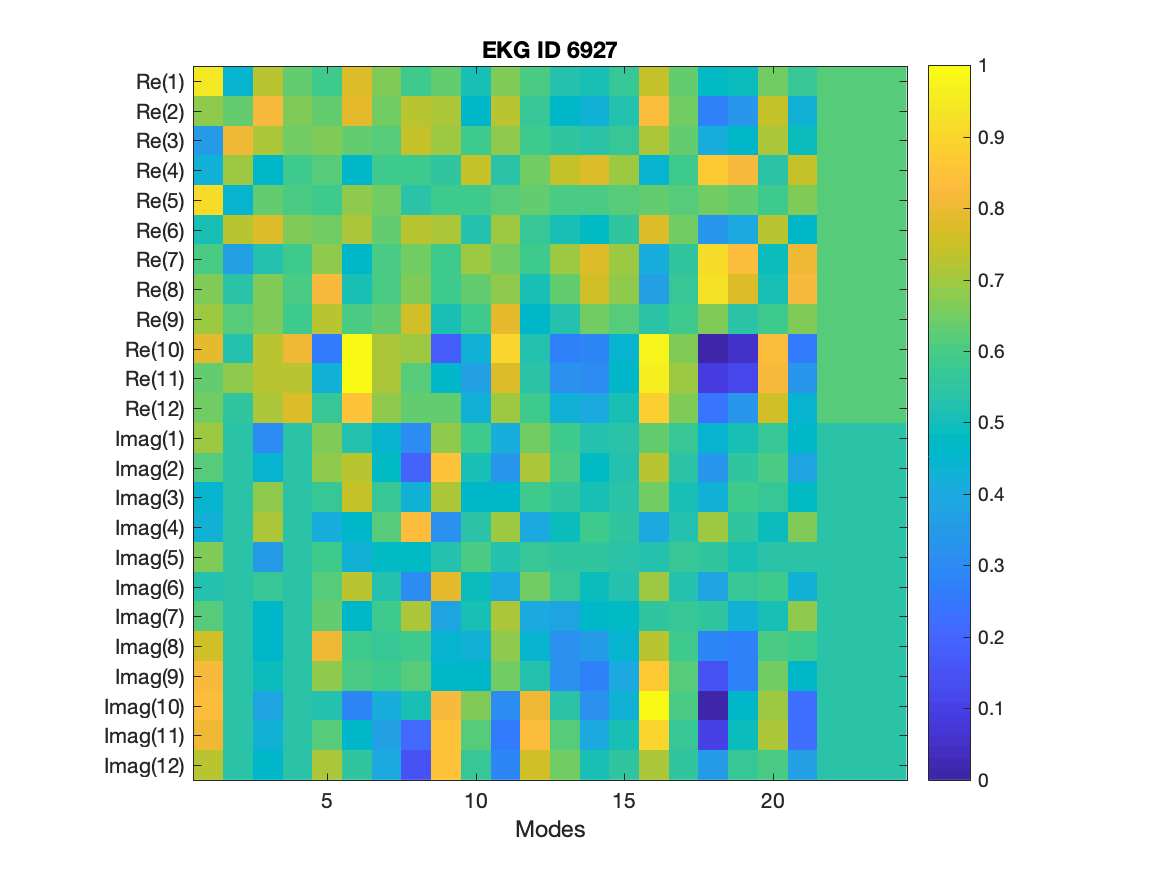 EKG ID 6927
Re(1)
Re(2)
Re(3)
Re(4)
Re(5)
Re(6)
Re(7)
Re(8)
Re(9)
Re(10)
Re(11)
Re(12)
Imag(1)
Imag(2)
Imag(3)
Imag(4)
Imag(5)
Imag(6)
Imag(7)
Imag(8)
Imag(9)
Imag(10)
Imag(11)
Imag(12)
5 10 15 20
Modes
1
0.9
0.8
0.7
0.6
0.5
0.4
0.3
0.2
0.1
0